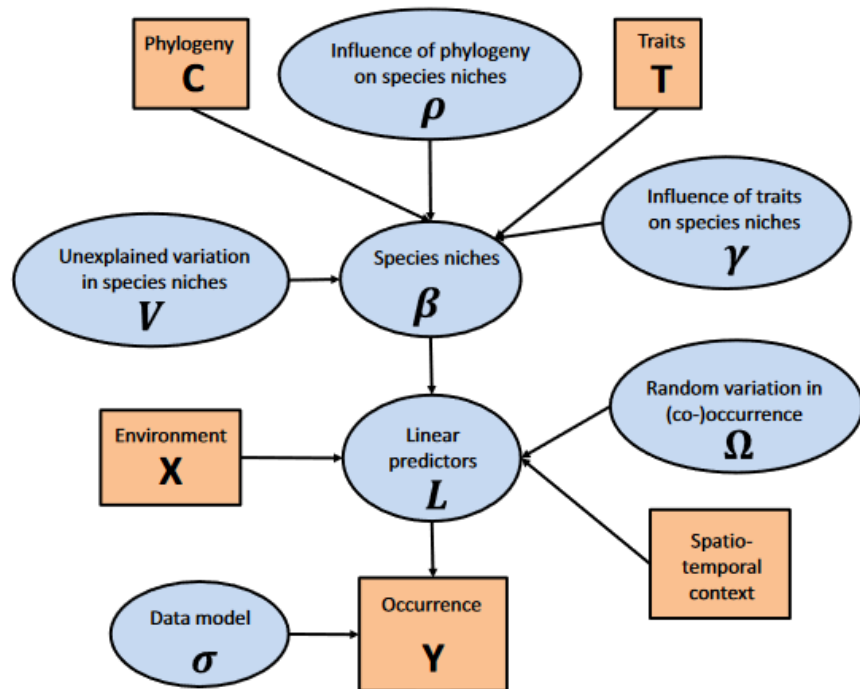 Phylogeny
C
Influence of phylogeny
on species niches
ρ
Traits
T
Unexplained variation
in species niches
V
Species niches
β
Influence of traits
on species niches
γ
Environment
X
Linear
predictors
L
Random variation in
(co-)occurrence
Ω
Spatio-
temporal
context
Data model
σ
Occurrence
Y